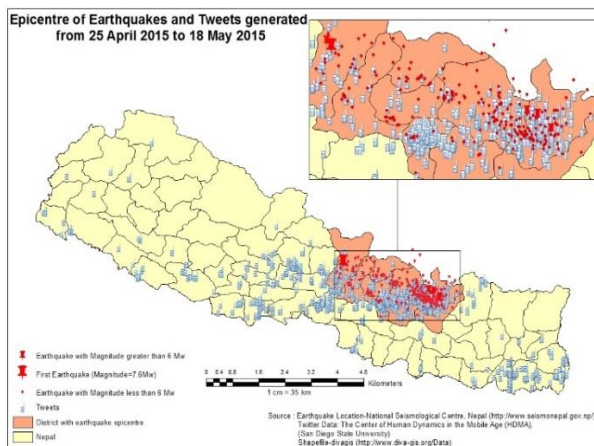 Epicentre of Earthquakes and Tweets generated
from 25 April 2015 to 18 May 2015
Earthquake with Magnitude greater than 6 Mw
First Earthquake (Magnitude=7.6Mw)
Earthquake with Magnitude less than 6 Mw
Tweets
District with earthquake epicentre
Nepal
0 0.4 0.8 1.6 2.4 3.2 4 4.8
Kilometers
1 cm = 35 km
Source : Earthquake Location-National Seismological Centre, Nepal (http://www.seismonepal.gov.np/)
Twitter Data: The Center of Human Dynamics in the Mobile Age (HDMA),
(San Diego State University)
Shapefile-divagis (http://www.diva-gis.org/Data)